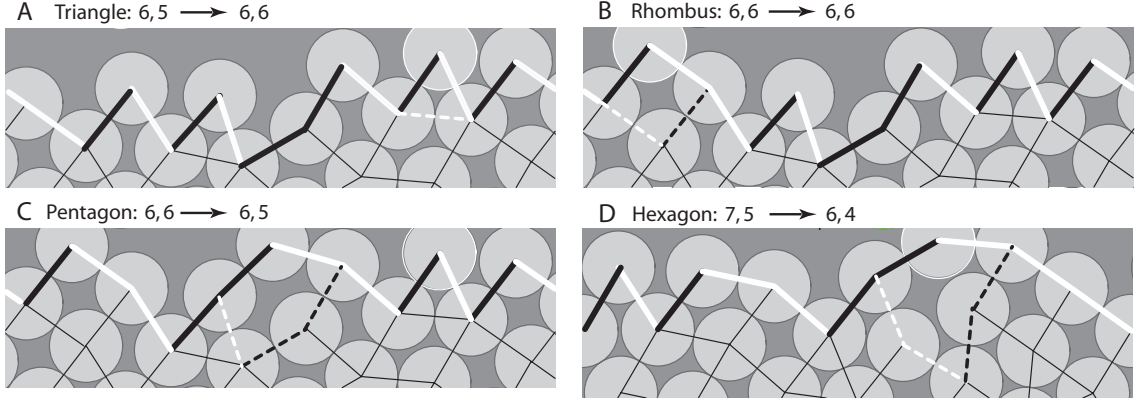 A Triangle: 6,5 ⟶ 6,6
B Rhombus: 6,6 ⟶ 6,6
C Pentagon: 6,6 ⟶ 6,5
D Hexagon: 7,5 ⟶ 6,4